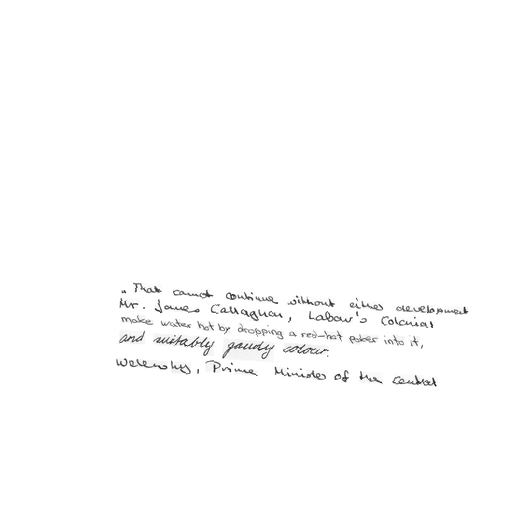 „That cannot continue without either development
Mr. James Callaghan, Labour's Colonial
make water hot by dropping a red-hot poker into it,
and suitably gaudy colour.
Welensky, Prime Minister of the central